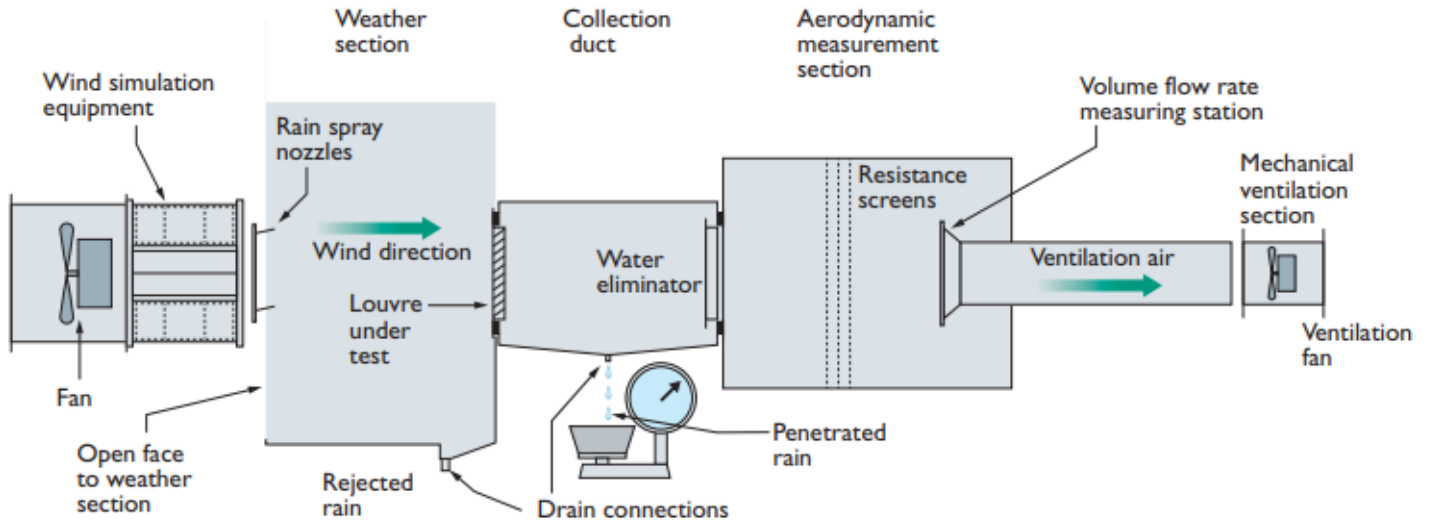 Weather
section
Collection
duct
Aerodynamic
measurement
section
Wind simulation
equipment
Volume flow rate
measuring station
Rain spray
nozzles
Mechanical
ventilation
section
Resistance
screens
Wind direction
Water
eliminator
Ventilation air
Louvre
under
test
Ventilation
fan
Fan
Open face
to weather
section
Penetrated
rain
Rejected
rain
Drain connections